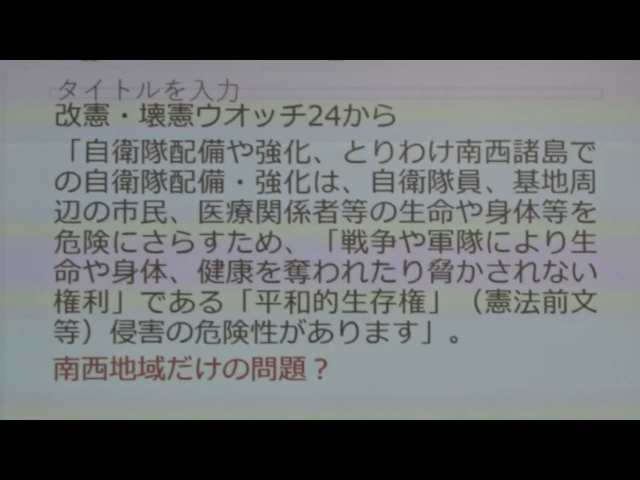 タイトルを入力
改憲・壊憲ウオッチ24から
「自衛隊配備や強化、とりわけ南西諸島で
の自衛隊配備・強化は、自衛隊員、基地周
辺の市民、医療関係者等の生命や身体等を
危険にさらすため、「戦争や軍隊により生
命や身体、健康を奪われたり脅かされない
権利」である「平和的生存権」（憲法前文
等）侵害の危険性があります」。
南西地域だけの問題？